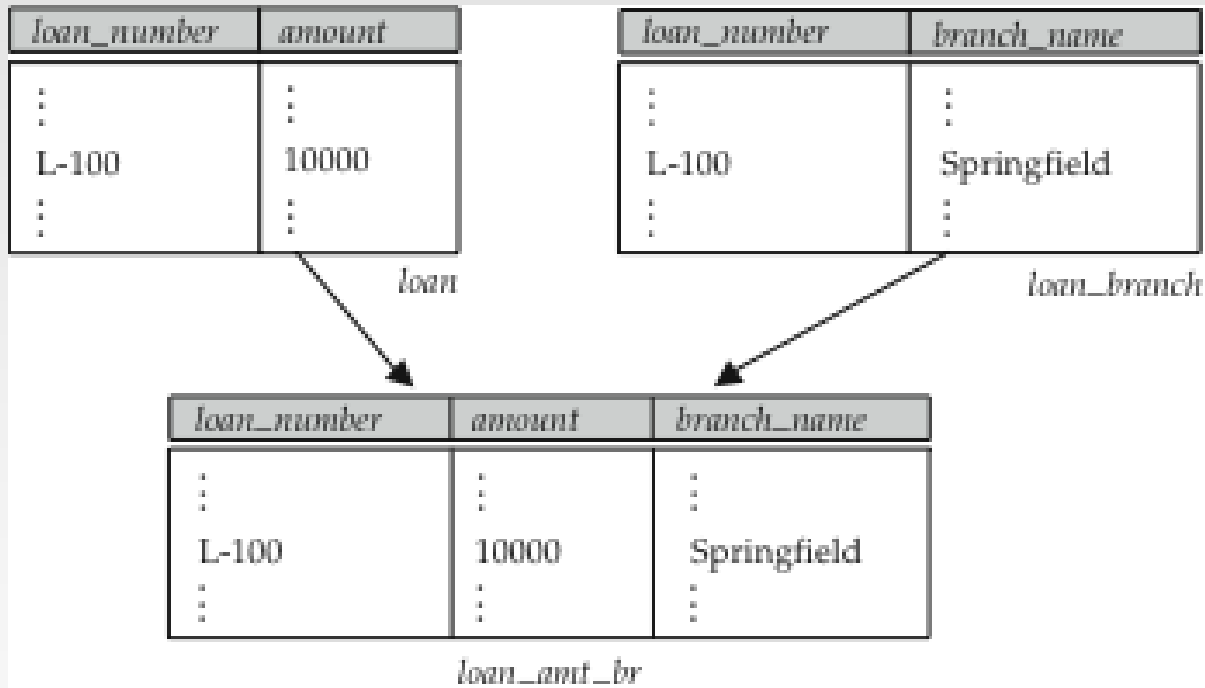 loan_number amount
⋮ ⋮
L-100 10000
⋮ ⋮
loan
loan_number branch_name
⋮ ⋮
L-100 Springfield
⋮ ⋮
loan_branch
loan_number amount branch_name
⋮ ⋮ ⋮
L-100 10000 Springfield
⋮ ⋮ ⋮
loan_amt_br